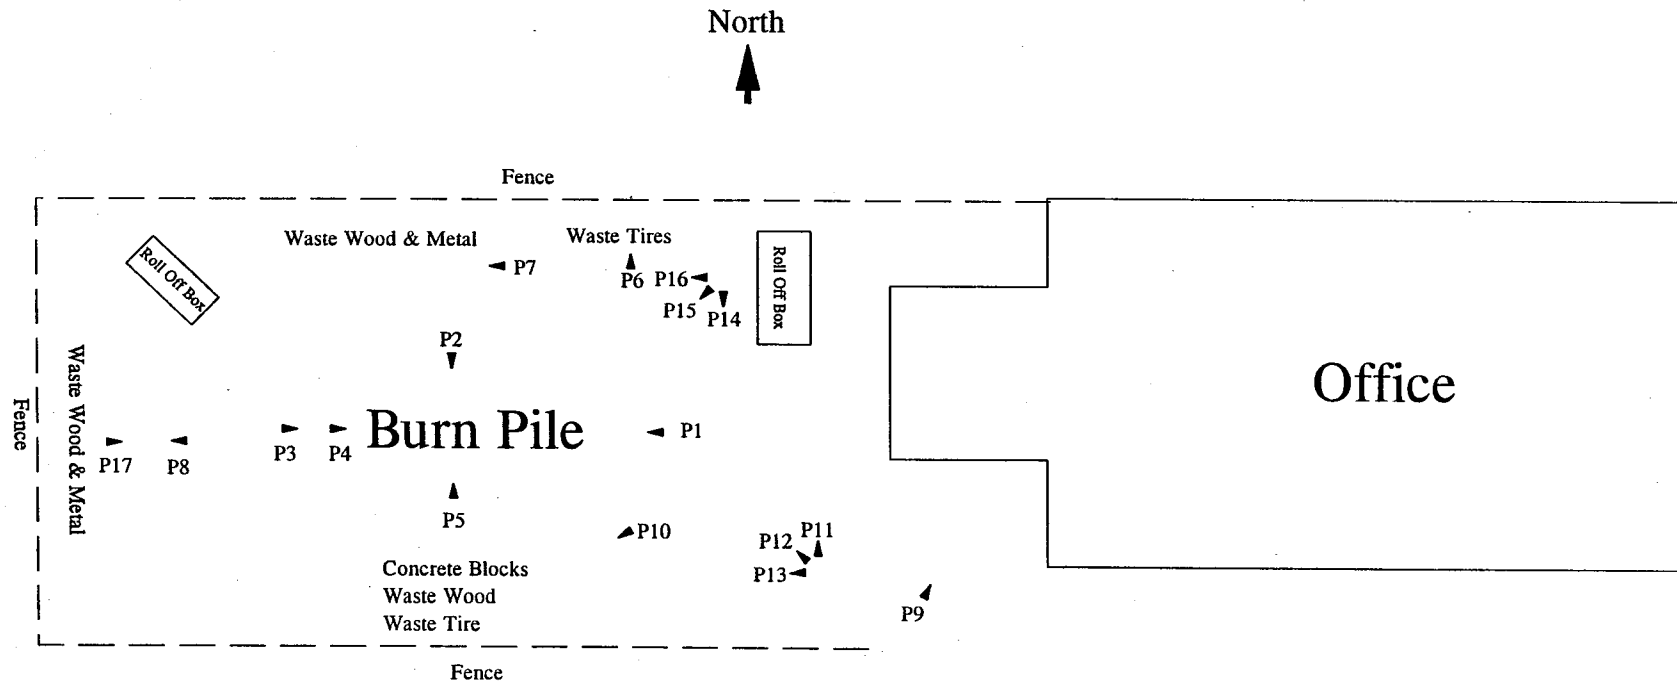 North
Fence
Waste Wood & Metal
Waste Tires
Roll Off Box
Roll Off Box
P7
P6
P16
P15
P14
P2
Waste Wood & Metal
Fence
Office
Burn Pile
P1
P17
P8
P3
P4
P5
P10
P12
P11
P13
Concrete Blocks
Waste Wood
Waste Tire
P9
Fence